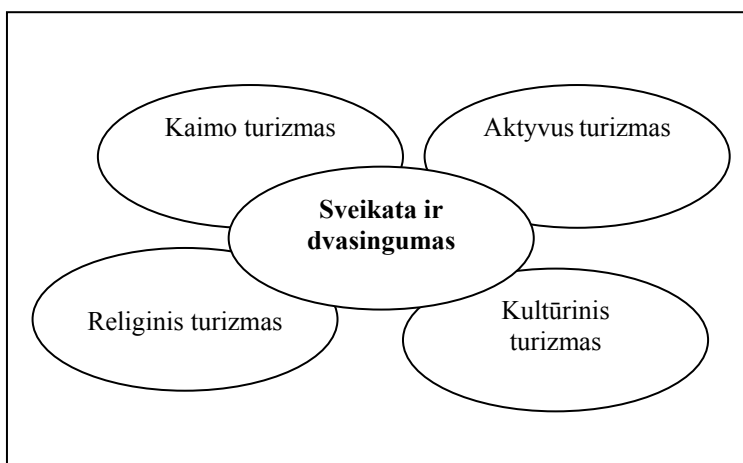 Kaimo turizmas
Aktyvus turizmas
Sveikata ir
dvasingumas
Religinis turizmas
Kultūrinis
turizmas